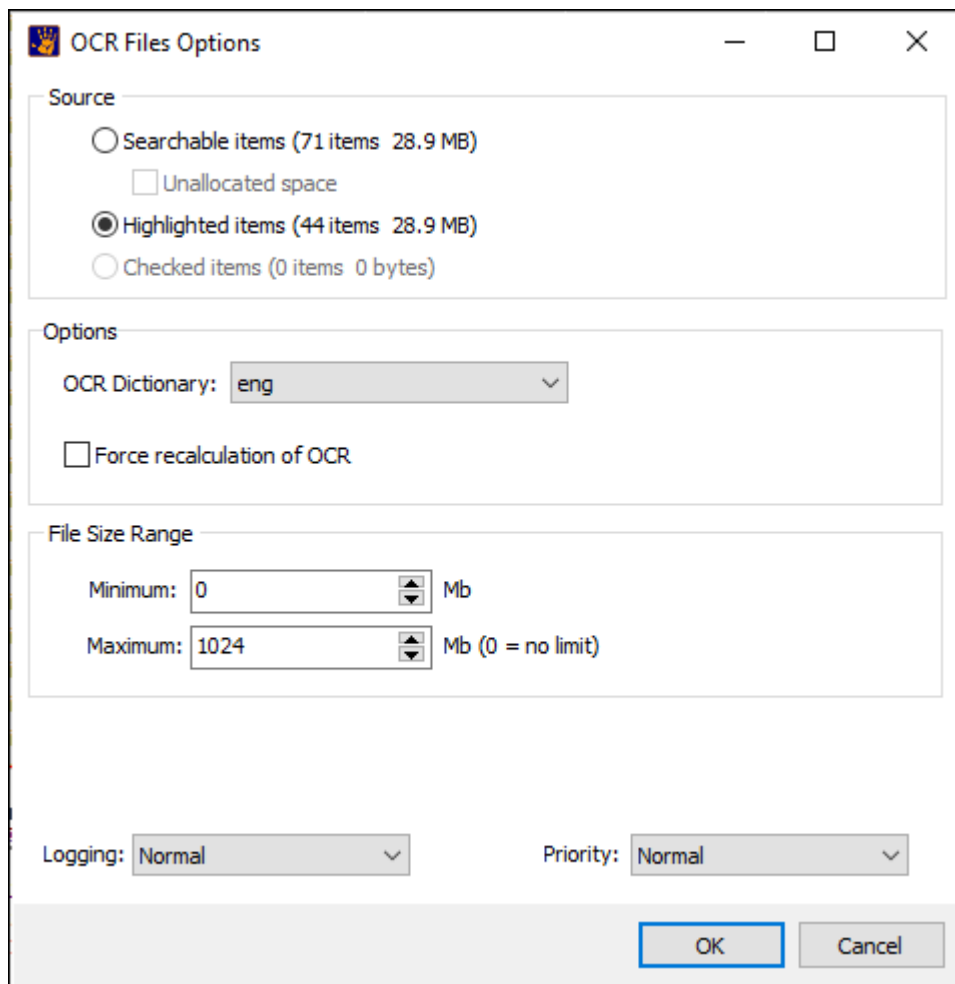 OCR Files Options
Source
Searchable items (71 items  28.9 MB)
Unallocated space
Highlighted items (44 items  28.9 MB)
Checked items (0 items  0 bytes)
Options
OCR Dictionary: eng
Force recalculation of OCR
File Size Range
Minimum: 0 Mb
Maximum: 1024 Mb (0 = no limit)
Logging: Normal Priority: Normal
OK Cancel